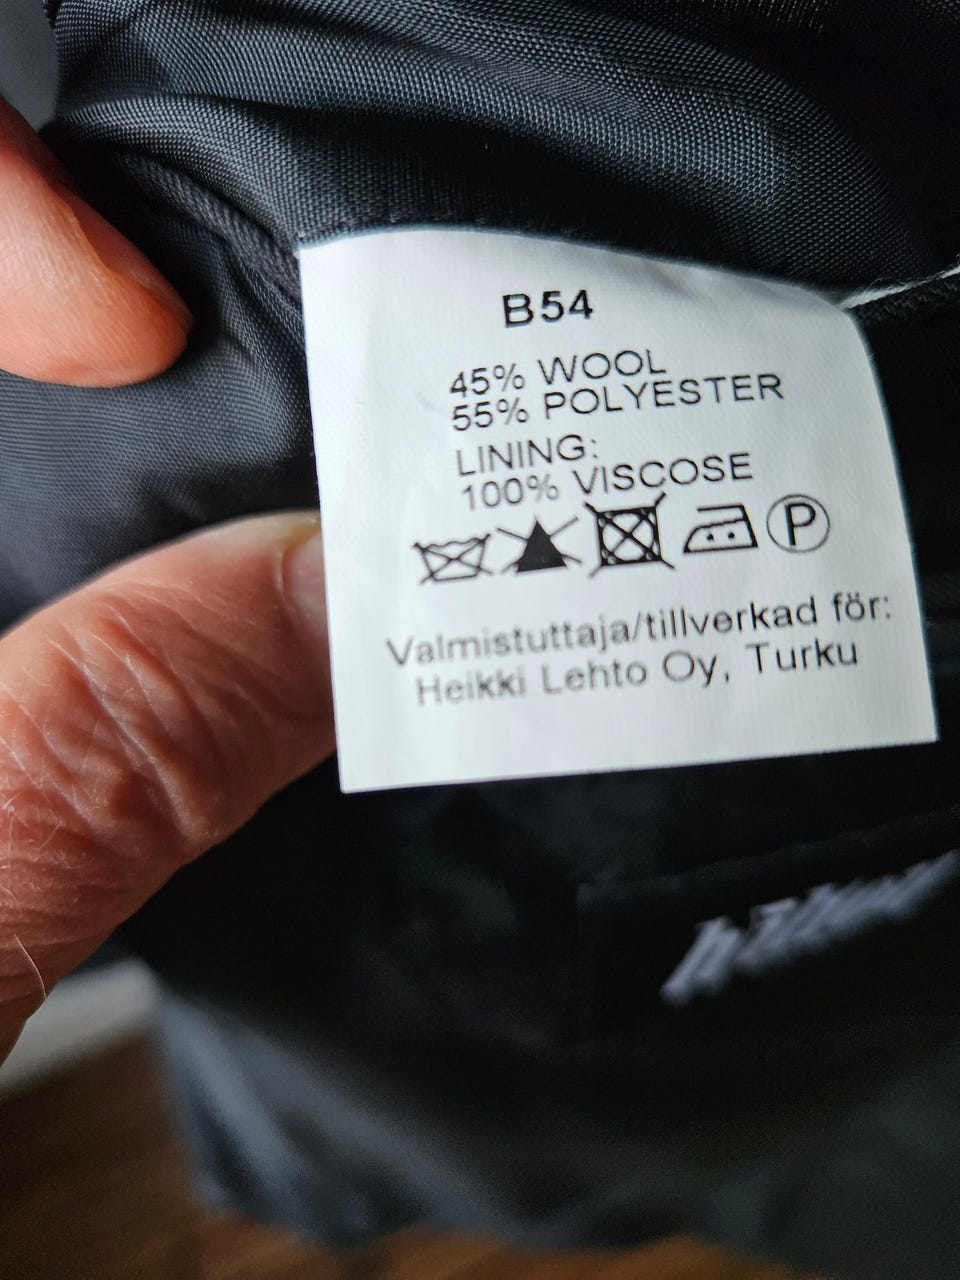 B54
45% WOOL
55% POLYESTER
LINING:
100% VISCOSE
P
Valmistuttaja/tillverkad för:
Heikki Lehto Oy, Turku